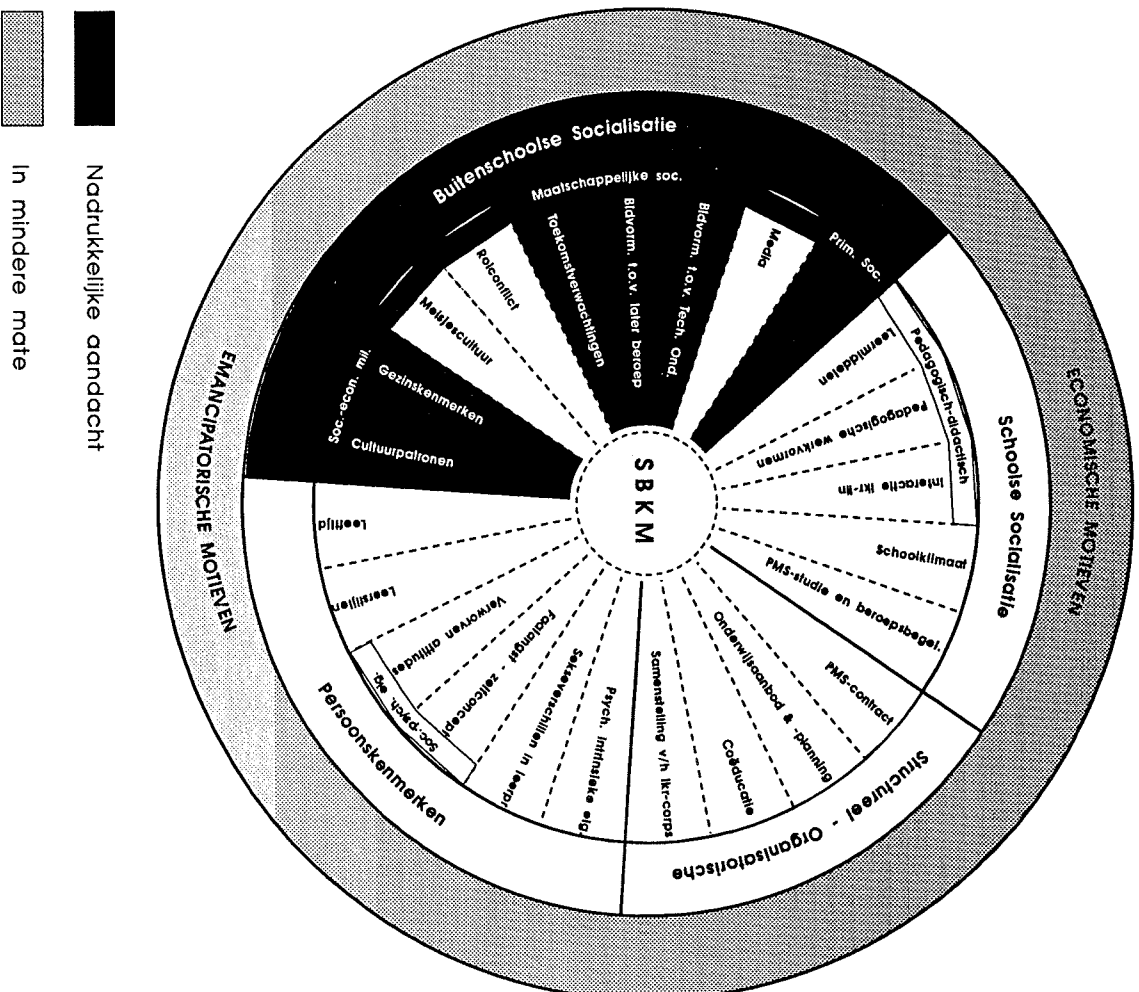 Nadrukkelijke aandacht
In mindere mate
ECONOMISCHE MOTIEVEN
EMANCIPATORISCHE MOTIEVEN
SBKM
Buitenschoolse Socialisatie
Soc.-econ. mil.
Cultuurpatronen
Gezinskenmerken
Meisjescultuur
Rolconflict
Maatschappelijke soc.
Toekomstverwachtingen
Bldvorm. t.o.v. later beroep
Bldvorm. t.o.v. Tech. Ond.
Media
Prim. Soc.
Schoolse Socialisatie
Pedagogisch-didactisch
Leermiddelen
Pedagogische werkvormen
Interactie lkr-lln
Schoolklimaat
PMS-studie en beroepsbegel.
Structureel - Organisatorische
PMS-contract
Onderwijsaanbod & -planning
Coëducatie
Samenstelling v/h lkr-corps
Persoonskenmerken
Psych. intrinsieke eig
Sekseverschillen in leerpr
Soc.-psych. eig.
Faalangst
zelfconcept
Verworven attitudes
Leerstijlen
Leeftijd